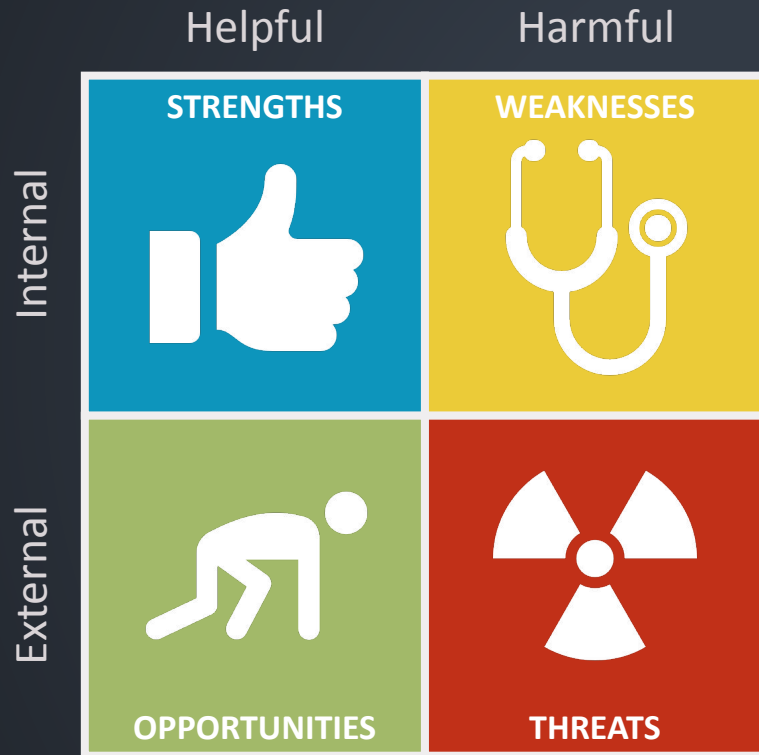 Helpful Harmful
Internal
STRENGTHS WEAKNESSES
External
OPPORTUNITIES THREATS